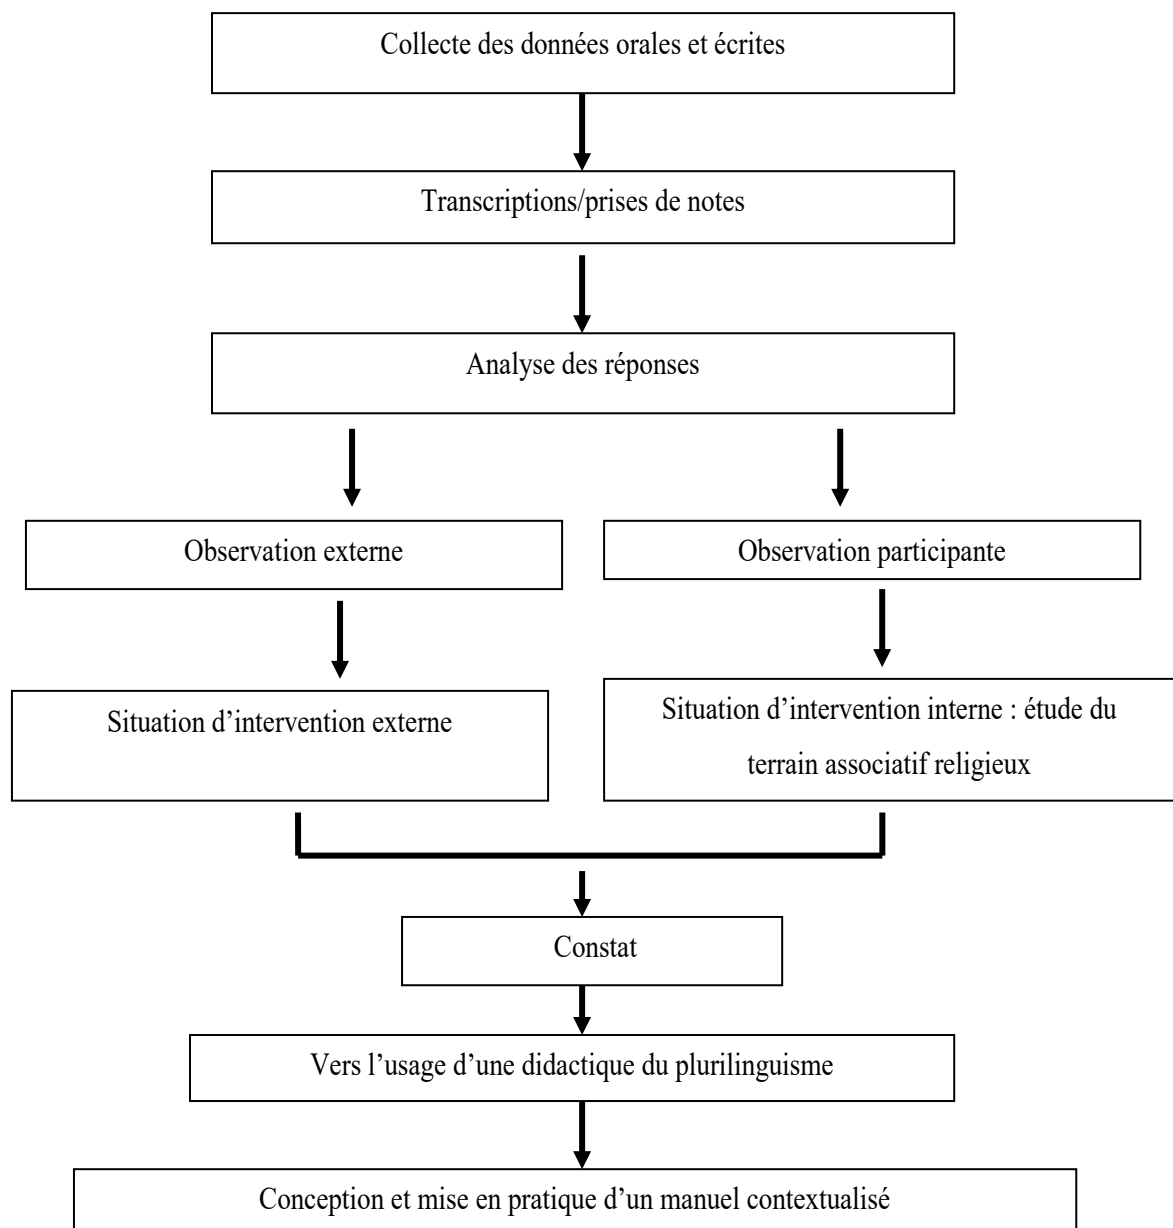 Collecte des données orales et écrites
Transcriptions/prises de notes
Analyse des réponses
Observation externe
Observation participante
Situation d’intervention externe
Situation d’intervention interne : étude du
terrain associatif religieux
Constat
Vers l’usage d’une didactique du plurilinguisme
Conception et mise en pratique d’un manuel contextualisé